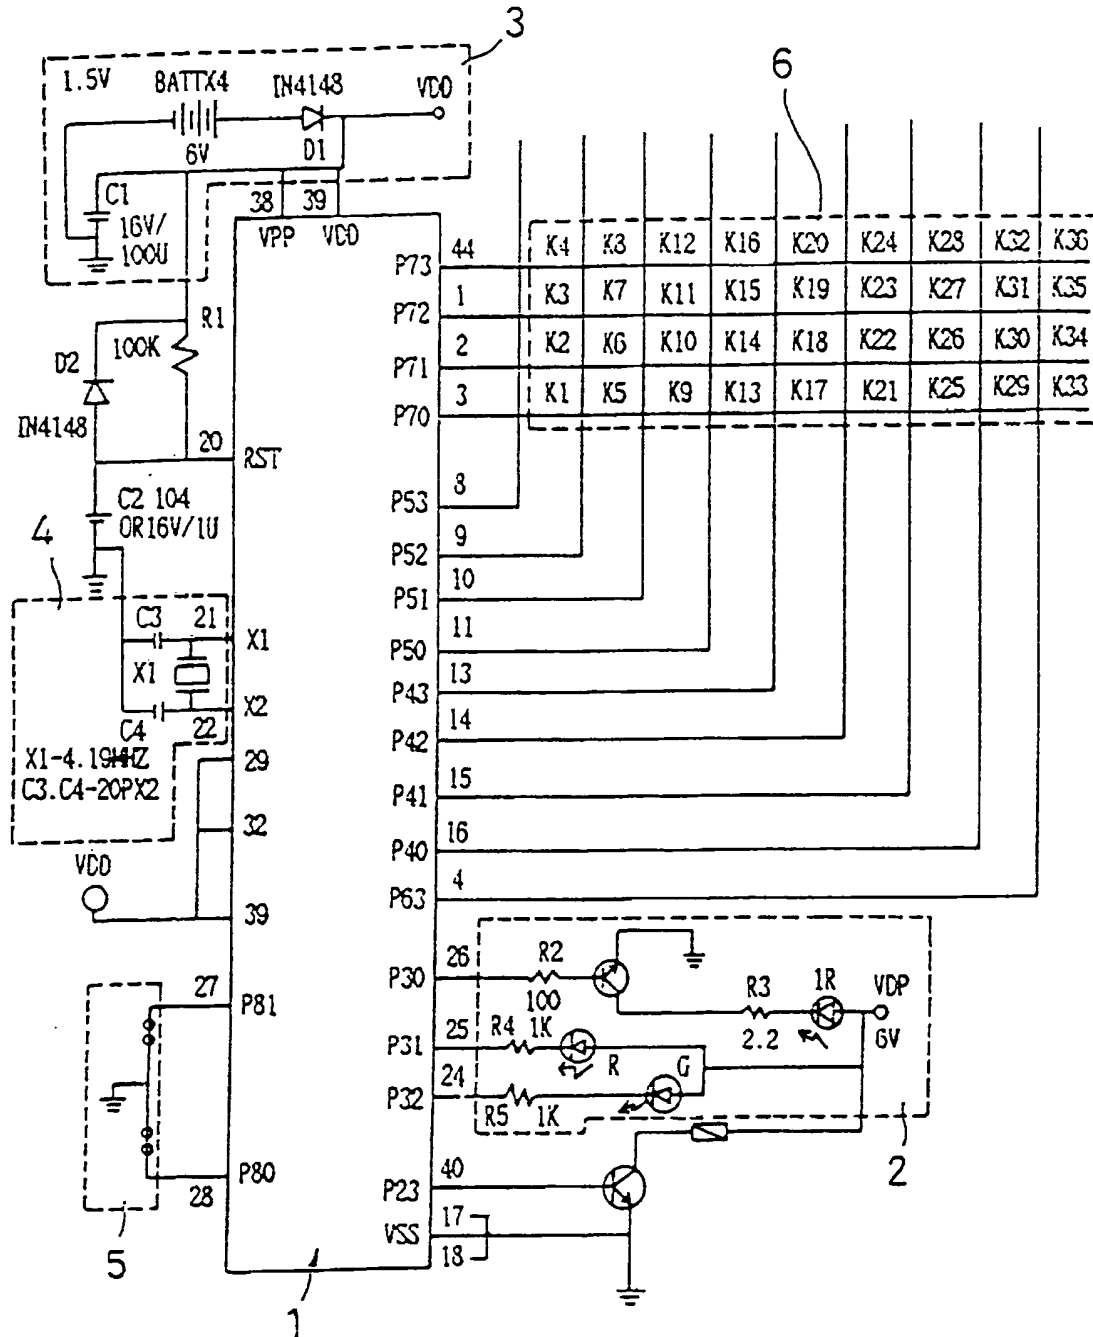 3
1.5V BATTX4 IN4148 VDD
6V D1
6
C1
16V/
100U
38 39
VPP VDD
P73 44 K4 K3 K12 K16 K20 K24 K28 K32 K36
P72 1 K3 K7 K11 K15 K19 K23 K27 K31 K35
P71 2 K2 K6 K10 K14 K18 K22 K26 K30 K34
P70 3 K1 K5 K9 K13 K17 K21 K25 K29 K33
R1
100K
D2
IN4148
20 RST
C2 104
OR16V/1U
4
C3 21 X1
X1
C4 22 X2
X1-4.19MHZ
C3.C4-20PX2
29
32
VDD
39
P53 8
P52 9
P51 10
P50 11
P43 13
P42 14
P41 15
P40 16
P63 4
27 P81
28 P80
5
P30 26 R2
100
R3 1R VDP
2.2 6V
P31 25 R4 1K R
P32 24 R5 1K G
2
P23 40
VSS 17
18
1